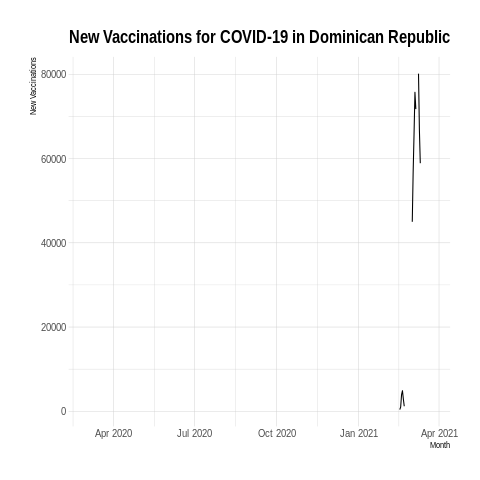 New Vaccinations for COVID-19 in Dominican Republic
New Vaccinations
80000
60000
40000
20000
0
Apr 2020 Jul 2020 Oct 2020 Jan 2021 Apr 2021
Month